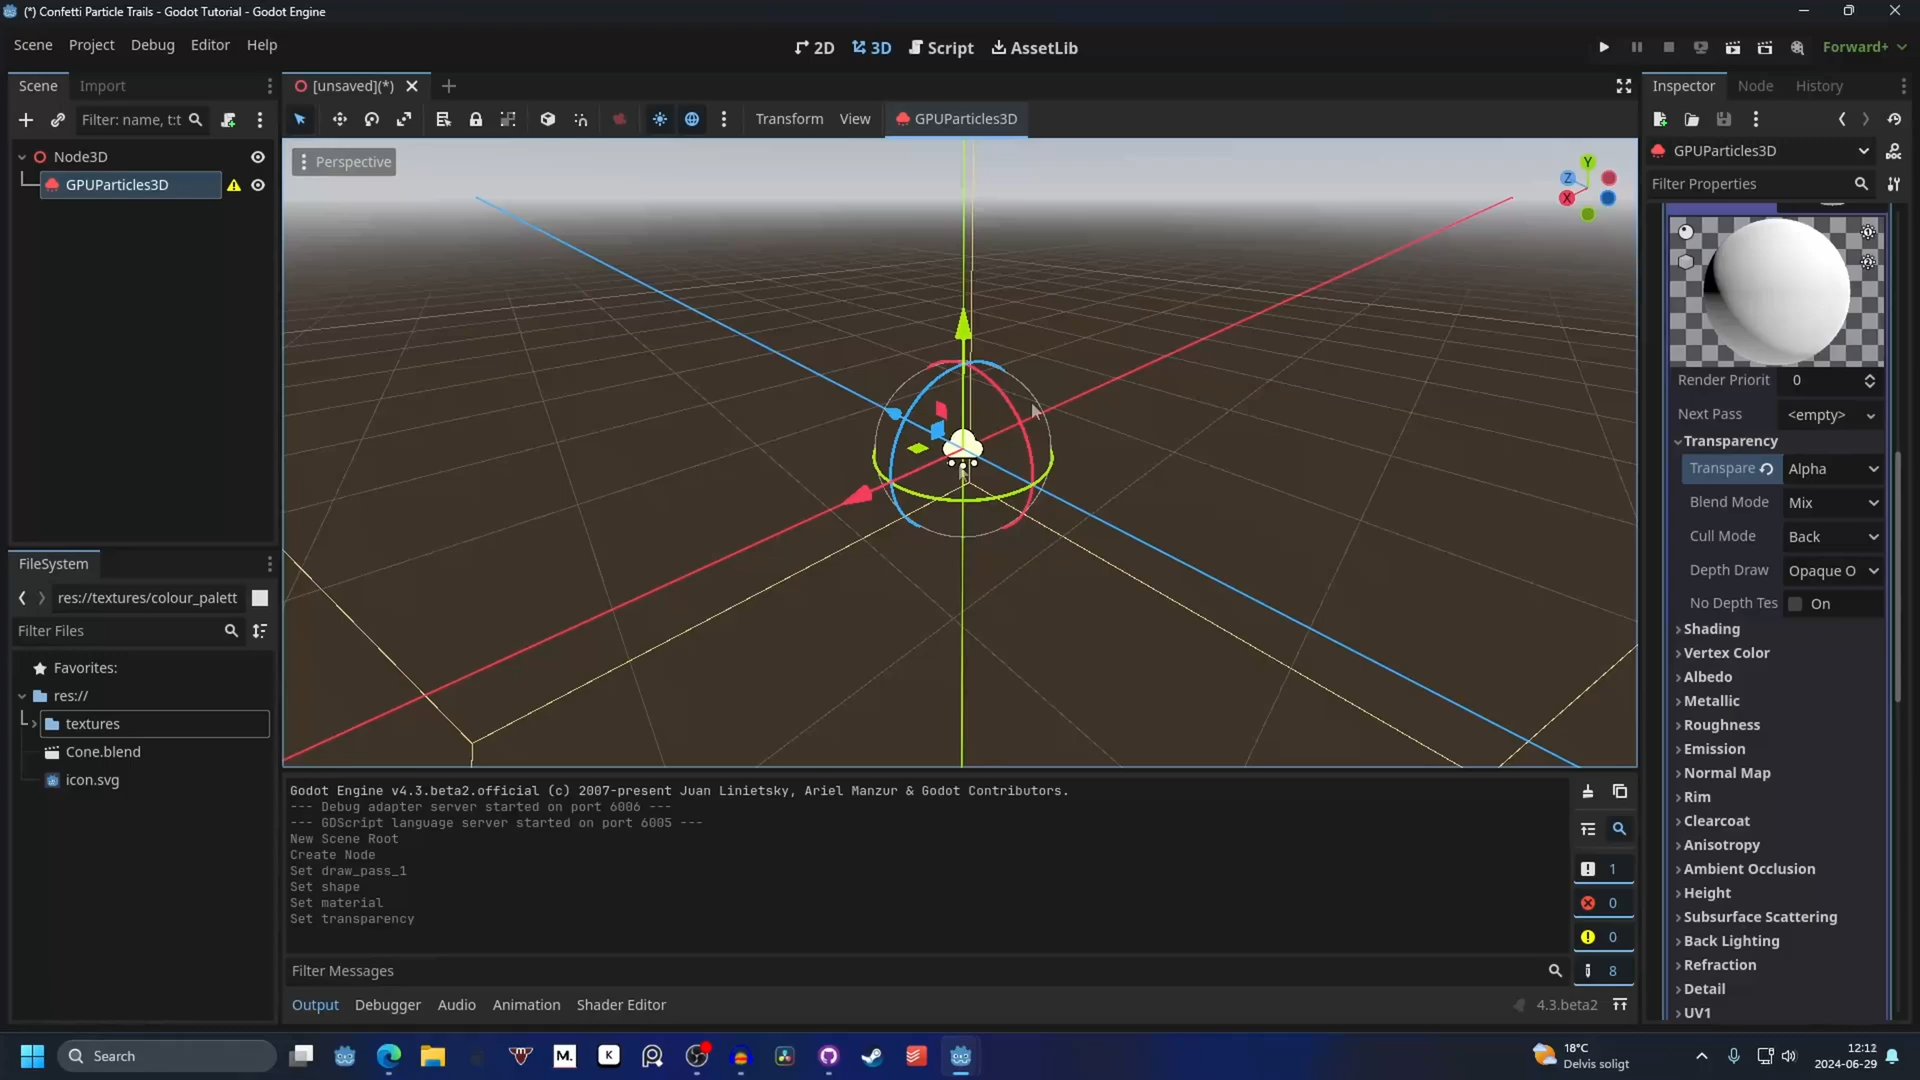 (*) Confetti Particle Trails - Godot Tutorial - Godot Engine
Scene Project Debug Editor Help
2D 3D Script AssetLib
Forward+
Scene Import
Filter: name, t:t
Node3D
GPUParticles3D
[unsaved](*)
Transform View GPUParticles3D
Perspective
Y
Z
X
FileSystem
res://textures/colour_palett
Filter Files
Favorites:
res://
textures
Cone.blend
icon.svg
Godot Engine v4.3.beta2.official (c) 2007-present Juan Linietsky, Ariel Manzur & Godot Contributors.
--- Debug adapter server started on port 6006 ---
--- GDScript language server started on port 6005 ---
New Scene Root
Create Node
Set draw_pass_1
Set shape
Set material
Set transparency
1
0
0
8
Filter Messages
Output Debugger Audio Animation Shader Editor
4.3.beta2
Inspector Node History
GPUParticles3D
Filter Properties
Render Priorit 0
Next Pass <empty>
Transparency
Transpare Alpha
Blend Mode Mix
Cull Mode Back
Depth Draw Opaque O
No Depth Tes On
Shading
Vertex Color
Albedo
Metallic
Roughness
Emission
Normal Map
Rim
Clearcoat
Anisotropy
Ambient Occlusion
Height
Subsurface Scattering
Back Lighting
Refraction
Detail
UV1
Search
M.
K
18°C
Delvis soligt
12:12
2024-06-29